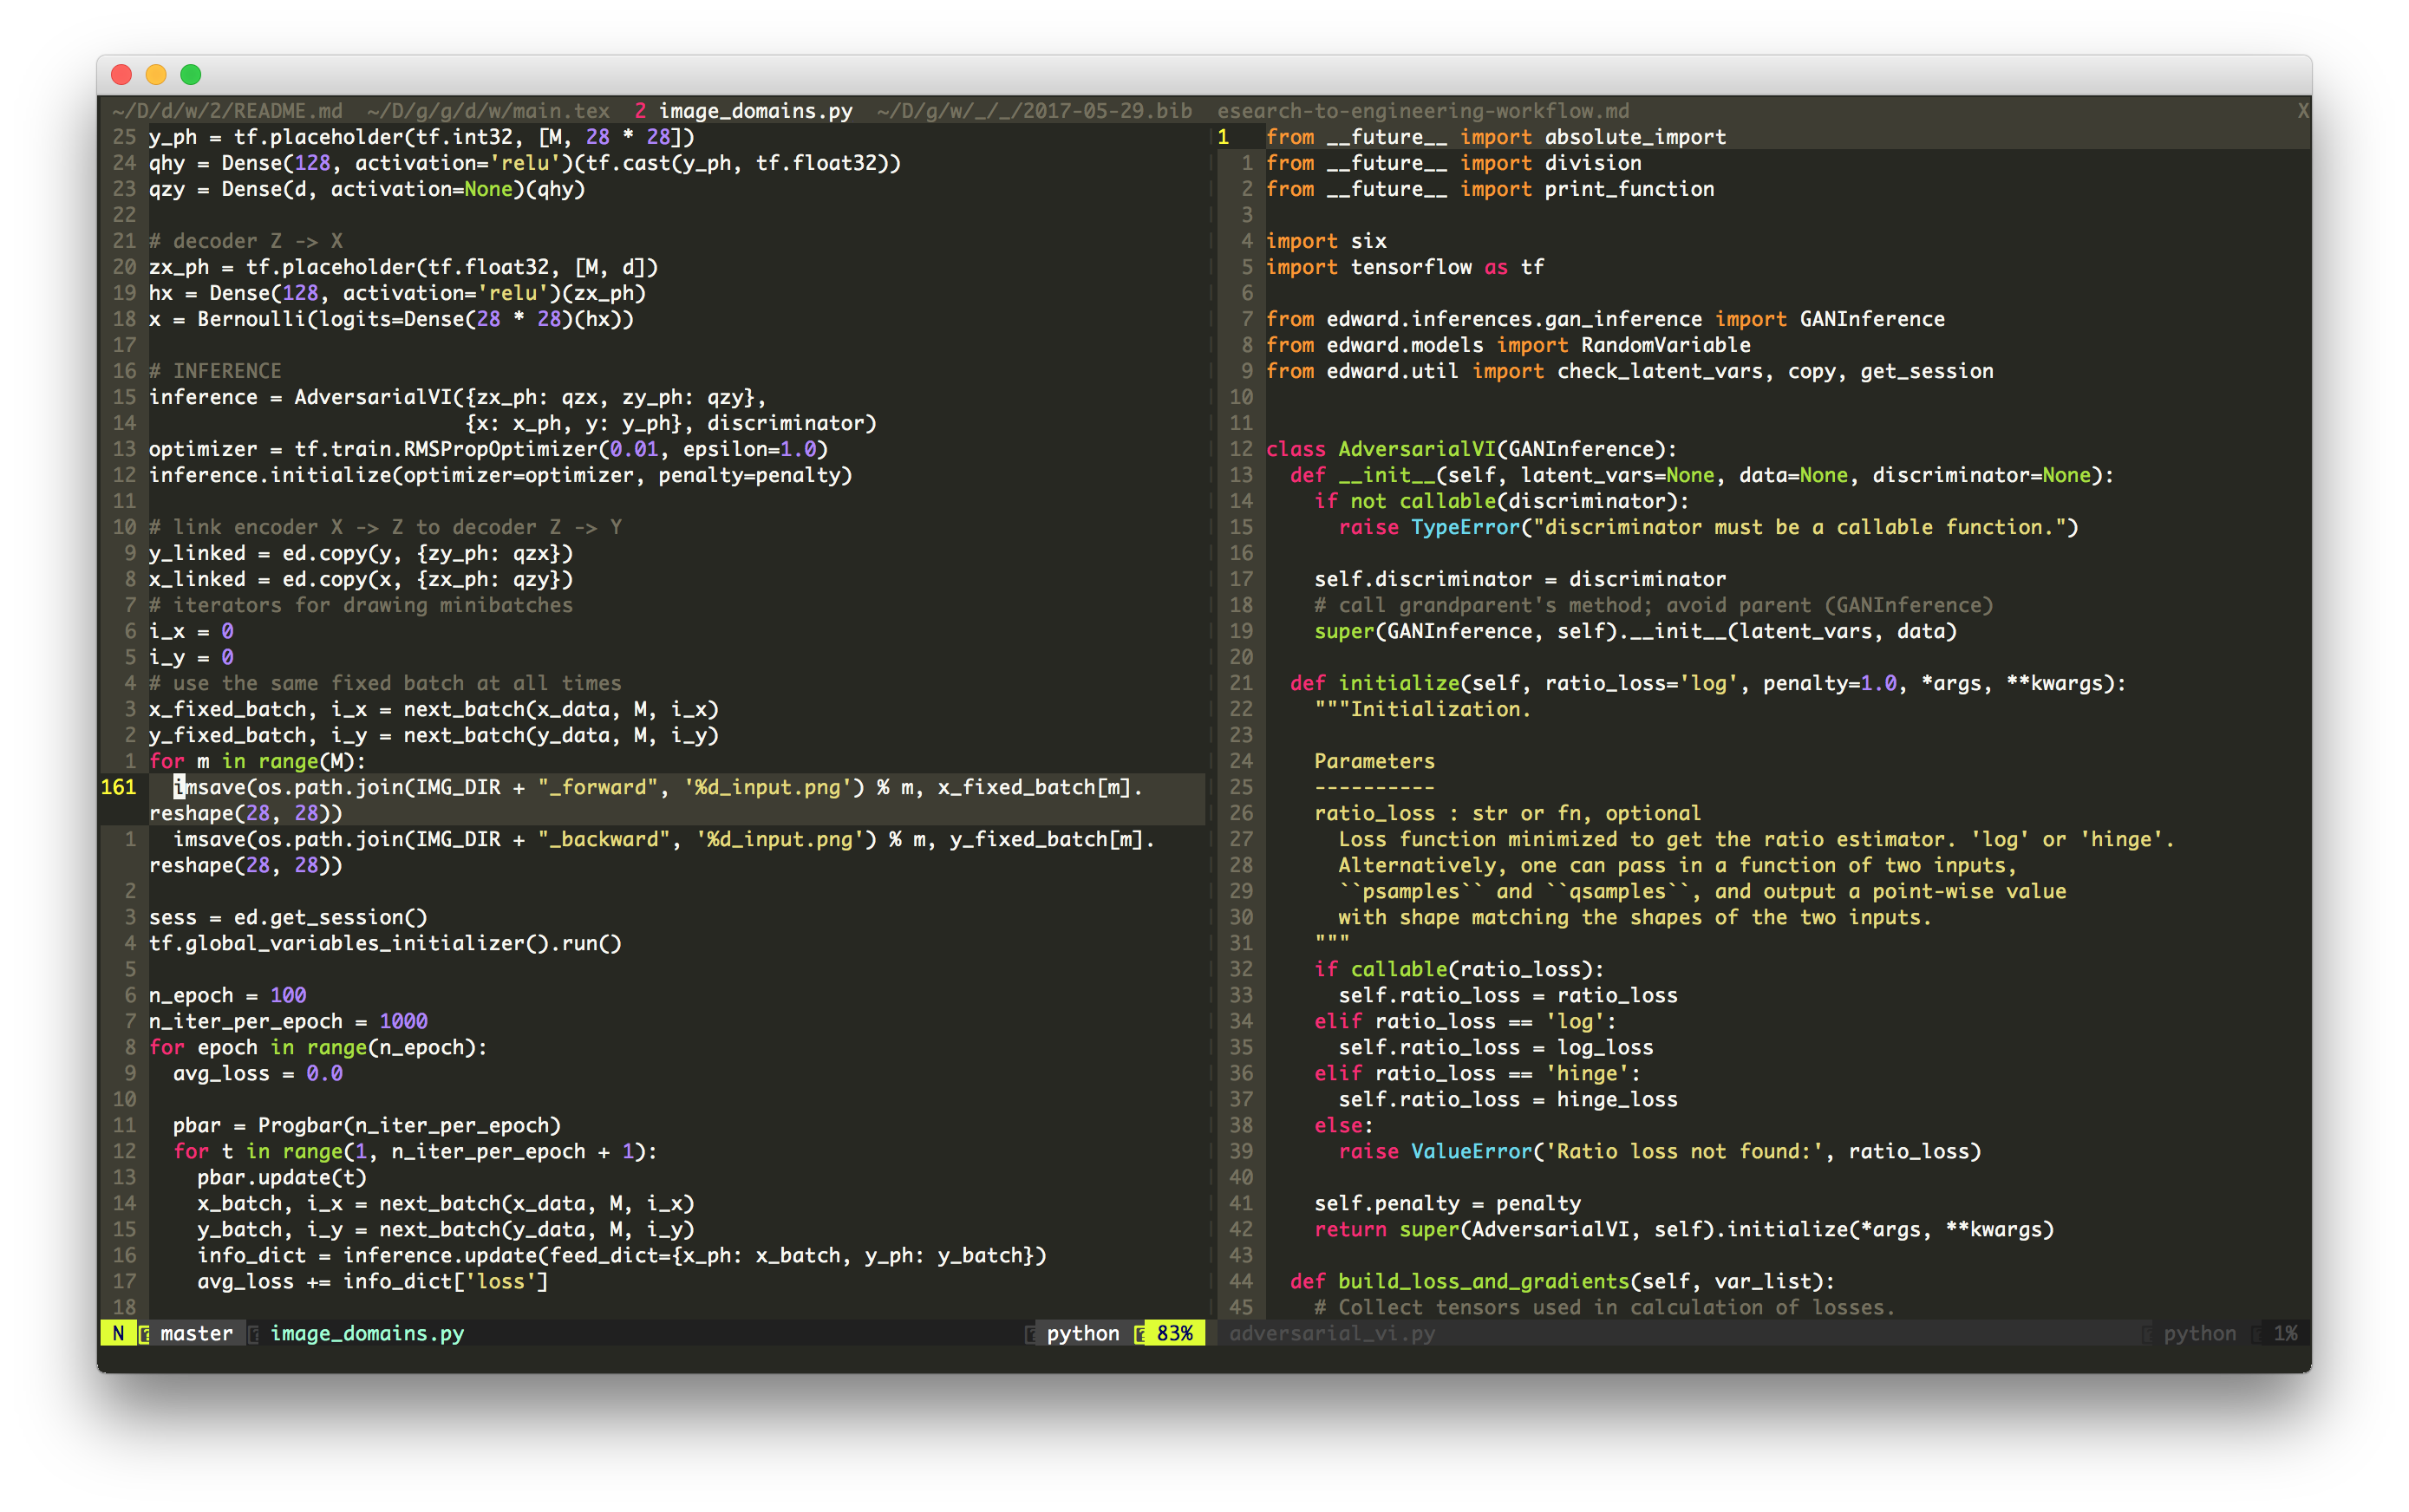 ~/D/d/w/2/README.md  ~/D/g/g/d/w/main.tex  2 image_domains.py  ~/D/g/w/_/_/2017-05-29.bib  esearch-to-engineering-workflow.md X
25 y_ph = tf.placeholder(tf.int32, [M, 28 * 28])
24 qhy = Dense(128, activation='relu')(tf.cast(y_ph, tf.float32))
23 qzy = Dense(d, activation=None)(qhy)
22
21 # decoder Z -> X
20 zx_ph = tf.placeholder(tf.float32, [M, d])
19 hx = Dense(128, activation='relu')(zx_ph)
18 x = Bernoulli(logits=Dense(28 * 28)(hx))
17
16 # INFERENCE
15 inference = AdversarialVI({zx_ph: qzx, zy_ph: qzy},
14                           {x: x_ph, y: y_ph}, discriminator)
13 optimizer = tf.train.RMSPropOptimizer(0.01, epsilon=1.0)
12 inference.initialize(optimizer=optimizer, penalty=penalty)
11
10 # link encoder X -> Z to decoder Z -> Y
9 y_linked = ed.copy(y, {zy_ph: qzx})
8 x_linked = ed.copy(x, {zx_ph: qzy})
7 # iterators for drawing minibatches
6 i_x = 0
5 i_y = 0
4 # use the same fixed batch at all times
3 x_fixed_batch, i_x = next_batch(x_data, M, i_x)
2 y_fixed_batch, i_y = next_batch(y_data, M, i_y)
1 for m in range(M):
161   imsave(os.path.join(IMG_DIR + "_forward", '%d_input.png') % m, x_fixed_batch[m].
reshape(28, 28))
1   imsave(os.path.join(IMG_DIR + "_backward", '%d_input.png') % m, y_fixed_batch[m].
reshape(28, 28))
2
3 sess = ed.get_session()
4 tf.global_variables_initializer().run()
5
6 n_epoch = 100
7 n_iter_per_epoch = 1000
8 for epoch in range(n_epoch):
9   avg_loss = 0.0
10
11   pbar = Progbar(n_iter_per_epoch)
12   for t in range(1, n_iter_per_epoch + 1):
13     pbar.update(t)
14     x_batch, i_x = next_batch(x_data, M, i_x)
15     y_batch, i_y = next_batch(y_data, M, i_y)
16     info_dict = inference.update(feed_dict={x_ph: x_batch, y_ph: y_batch})
17     avg_loss += info_dict['loss']
18
N master image_domains.py python 83%
1 from __future__ import absolute_import
1 from __future__ import division
2 from __future__ import print_function
3
4 import six
5 import tensorflow as tf
6
7 from edward.inferences.gan_inference import GANInference
8 from edward.models import RandomVariable
9 from edward.util import check_latent_vars, copy, get_session
10
11
12 class AdversarialVI(GANInference):
13   def __init__(self, latent_vars=None, data=None, discriminator=None):
14     if not callable(discriminator):
15       raise TypeError("discriminator must be a callable function.")
16
17     self.discriminator = discriminator
18     # call grandparent's method; avoid parent (GANInference)
19     super(GANInference, self).__init__(latent_vars, data)
20
21   def initialize(self, ratio_loss='log', penalty=1.0, *args, **kwargs):
22     """Initialization.
23
24     Parameters
25     ----------
26     ratio_loss : str or fn, optional
27       Loss function minimized to get the ratio estimator. 'log' or 'hinge'.
28       Alternatively, one can pass in a function of two inputs,
29       ``psamples`` and ``qsamples``, and output a point-wise value
30       with shape matching the shapes of the two inputs.
31     """
32     if callable(ratio_loss):
33       self.ratio_loss = ratio_loss
34     elif ratio_loss == 'log':
35       self.ratio_loss = log_loss
36     elif ratio_loss == 'hinge':
37       self.ratio_loss = hinge_loss
38     else:
39       raise ValueError('Ratio loss not found:', ratio_loss)
40
41     self.penalty = penalty
42     return super(AdversarialVI, self).initialize(*args, **kwargs)
43
44   def build_loss_and_gradients(self, var_list):
45     # Collect tensors used in calculation of losses.
adversarial_vi.py python 1%